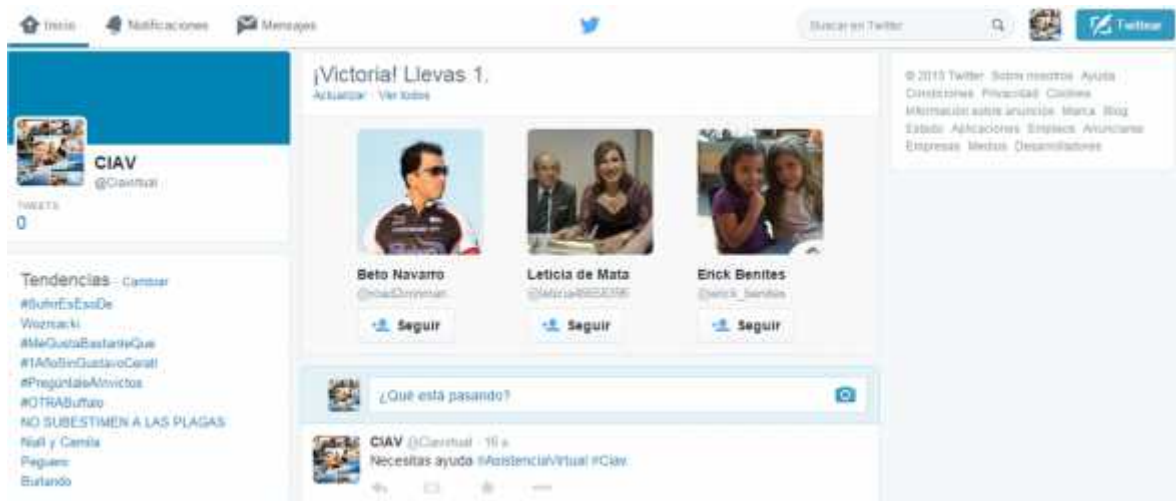 Inicio Notificaciones Mensajes
Buscar en Twitter
Twittear
CIAV
@Ciavirtual
TWEETS
0
Tendencias · Cambiar
#SufrirEsEsoDe
Wozniacki
#MeGustaBastanteQue
#1AñoSinGustavoCerati
#PregúntaleAInvictos
#OTRABuffalo
NO SUBESTIMEN A LAS PLAGAS
Niall y Camila
Peguero
Burlando
¡Victoria! Llevas 1.
Actualizar · Ver todos
Beto Navarro
Seguir
Leticia de Mata
Seguir
Erick Benites
@erick_benites
Seguir
¿Qué está pasando?
CIAV @Ciavirtual · 16 s
Necesitas ayuda #AsistenciaVirtual #Ciav
© 2015 Twitter Sobre nosotros Ayuda
Condiciones Privacidad Cookies
Información sobre anuncios Marca Blog
Estado Aplicaciones Empleos Anunciarse
Empresas Medios Desarrolladores